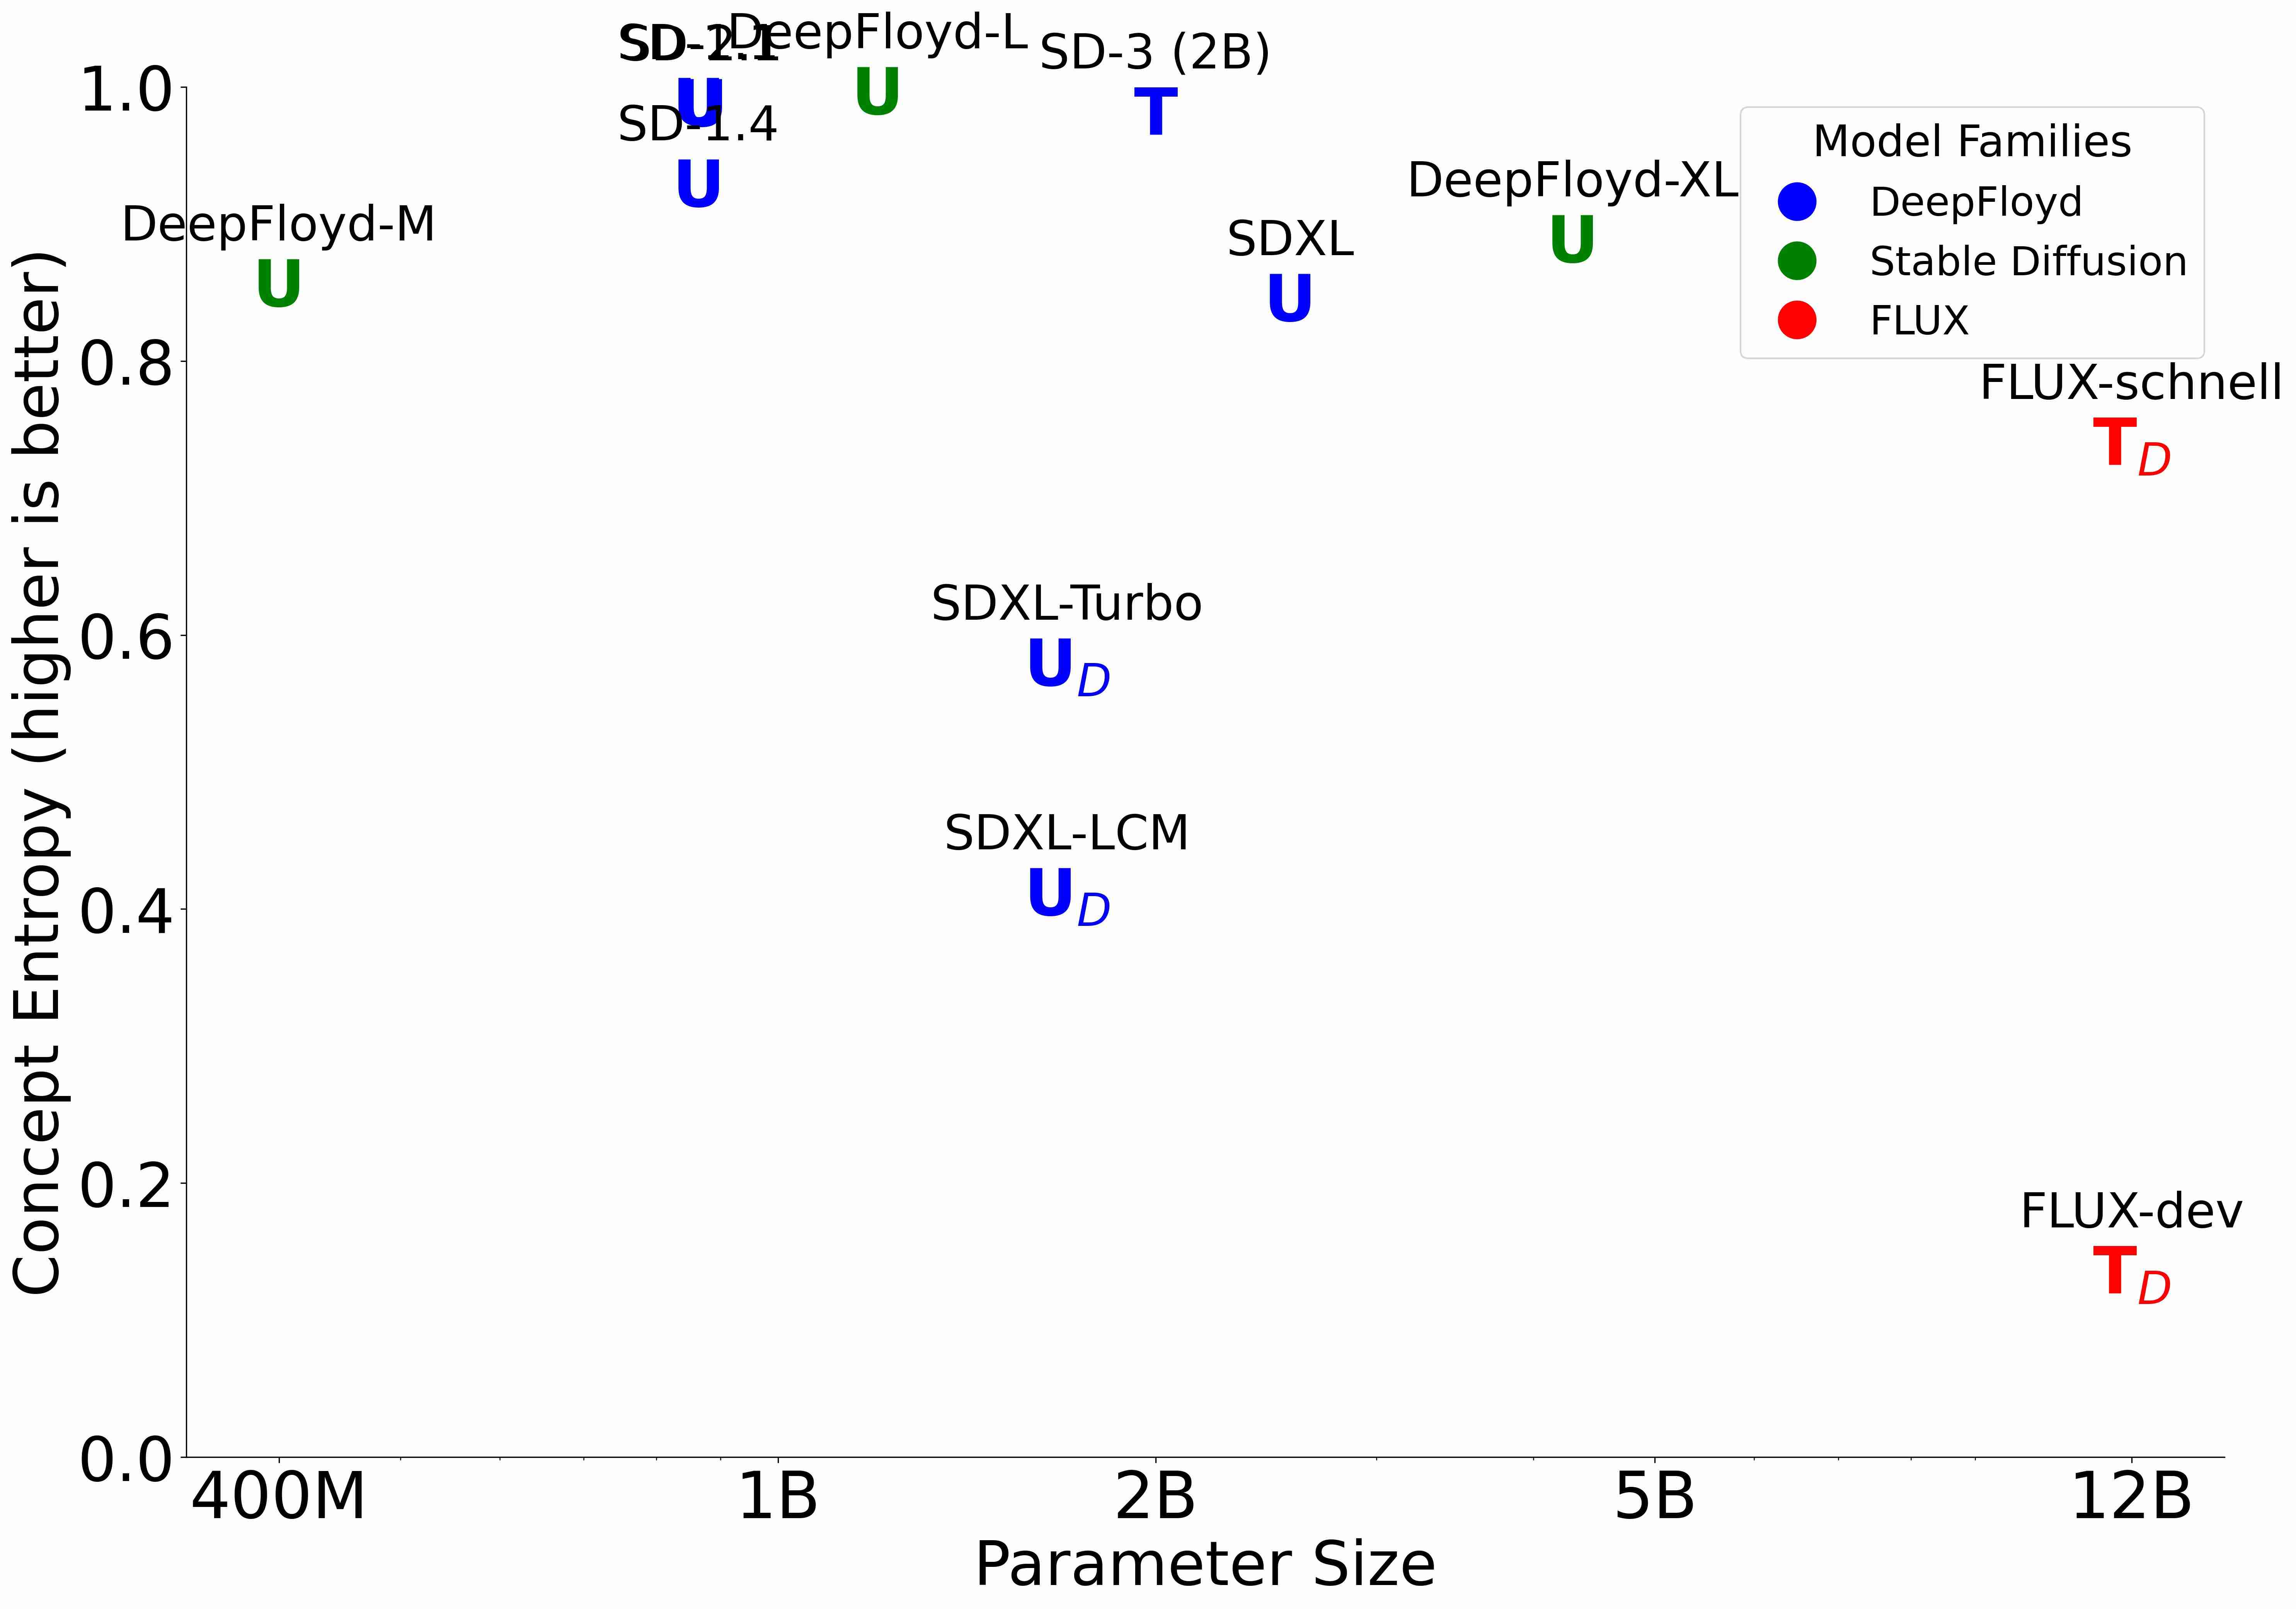 SD-2.1
DeepFloyd-L
SD-3 (2B)
U
U
T
SD-1.4
U
DeepFloyd-M
U
SDXL
U
DeepFloyd-XL
U
Model Families
DeepFloyd
Stable Diffusion
FLUX
FLUX-schnell
T_D
SDXL-Turbo
U_D
SDXL-LCM
U_D
FLUX-dev
T_D
1.0
0.8
0.6
0.4
0.2
0.0
Concept Entropy (higher is better)
400M
1B
2B
5B
12B
Parameter Size